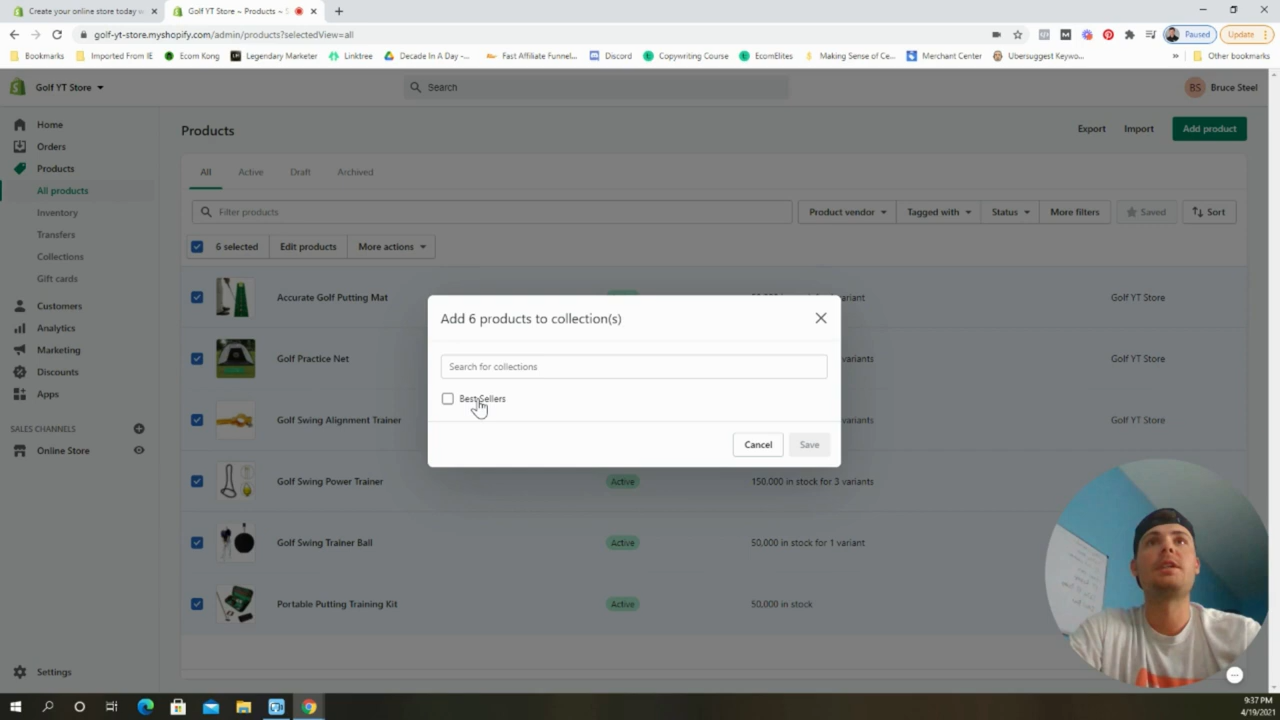 Create your online store today w
Golf YT Store ~ Products ~ S
golf-yt-store.myshopify.com/admin/products?selectedView=all
Paused
Update
Bookmarks
Imported From IE
Ecom Kong
Legendary Marketer
Linktree
Decade In A Day -...
Fast Affiliate Funnel...
Discord
Copywriting Course
EcomElites
Making Sense of Ce...
Merchant Center
Ubersuggest Keywo...
»
Other bookmarks
Golf YT Store
Search
BS
Bruce Steel
Home
Orders
Products
All products
Inventory
Transfers
Collections
Gift cards
Customers
Analytics
Marketing
Discounts
Apps
SALES CHANNELS
Online Store
Settings
Products
Export
Import
Add product
All
Active
Draft
Archived
Filter products
Product vendor
Tagged with
Status
More filters
Saved
Sort
6 selected
Edit products
More actions
Accurate Golf Putting Mat
variant
Golf YT Store
Golf Practice Net
variants
Golf YT Store
Golf Swing Alignment Trainer
variants
Golf YT Store
Golf Swing Power Trainer
Active
150,000 in stock for 3 variants
Golf Swing Trainer Ball
Active
50,000 in stock for 1 variant
Portable Putting Training Kit
Active
50,000 in stock
Add 6 products to collection(s)
Search for collections
Best Sellers
Cancel
Save
9:37 PM
4/19/2021